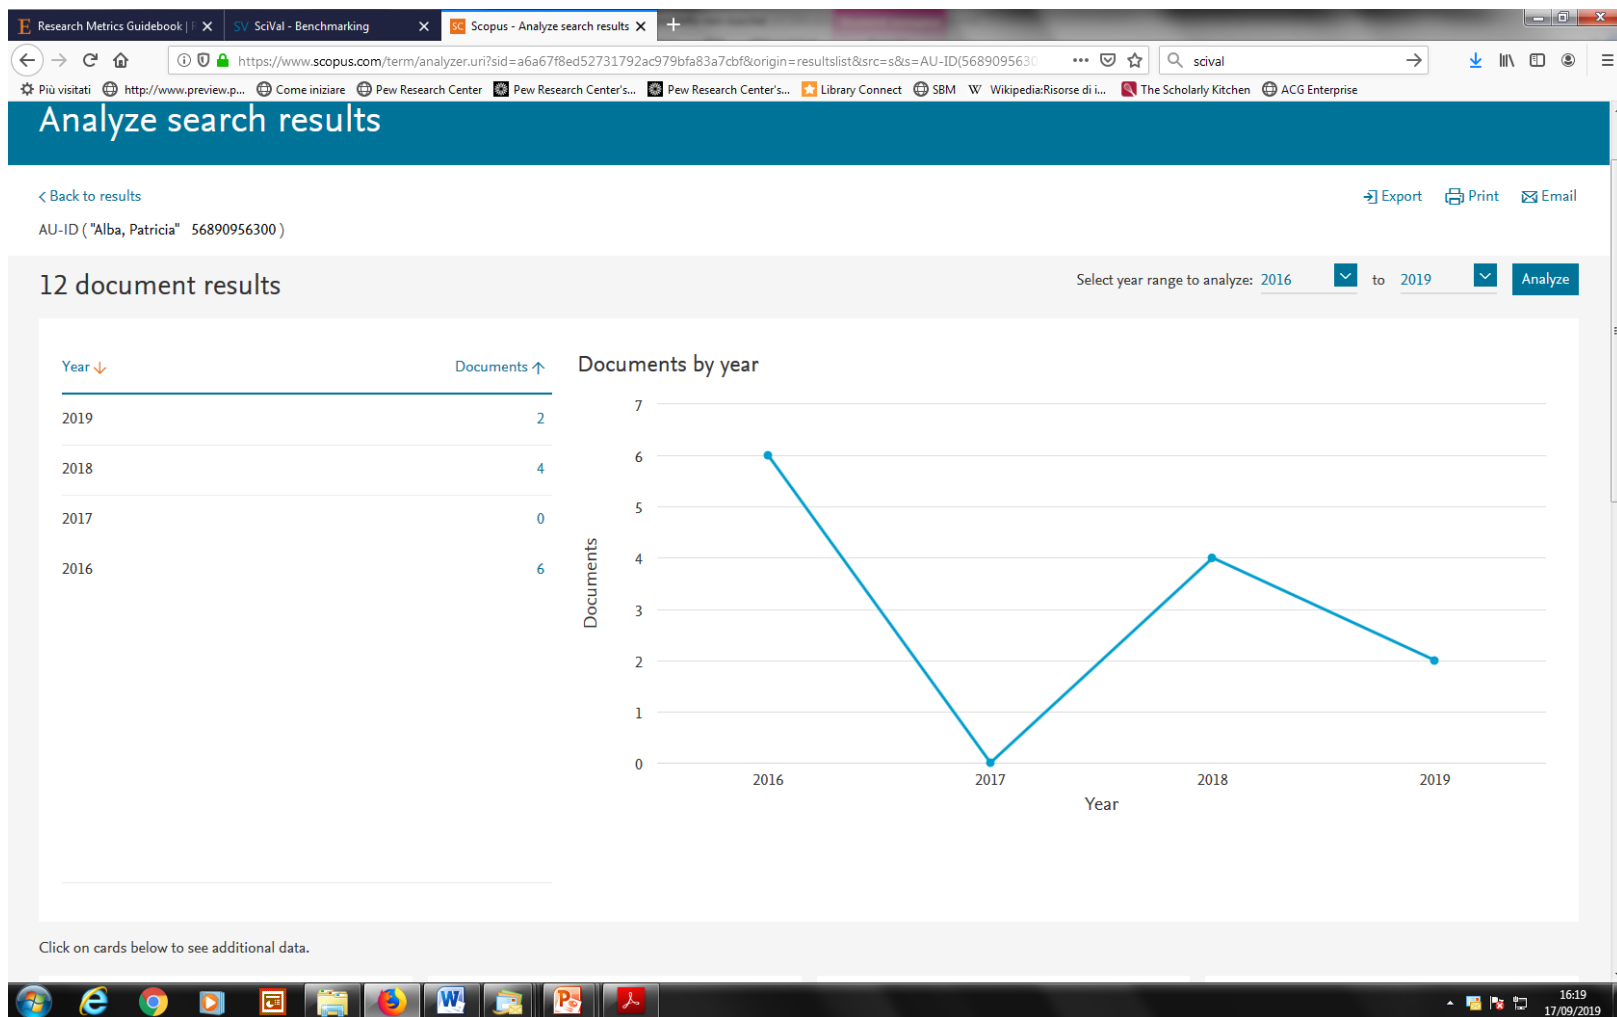 Research Metrics Guidebook |
SciVal - Benchmarking
Scopus - Analyze search results
https://www.scopus.com/term/analyzer.uri?sid=a6a67f8ed52731792ac979bfa83a7cbf&origin=resultslist&src=s&s=AU-ID(5689095630
scival
Più visitati
http://www.preview.p...
Come iniziare
Pew Research Center
Pew Research Center's...
Pew Research Center's...
Library Connect
SBM
Wikipedia:Risorse di i...
The Scholarly Kitchen
ACG Enterprise
Analyze search results
Back to results
Export
Print
Email
AU-ID ( "Alba, Patricia" 56890956300 )
12 document results
Select year range to analyze: 2016 to 2019 Analyze
Year Documents
2019 2
2018 4
2017 0
2016 6
Documents by year
7
6
5
4
3
2
1
0
Documents
2016 2017 2018 2019
Year
Click on cards below to see additional data.
16:19
17/09/2019